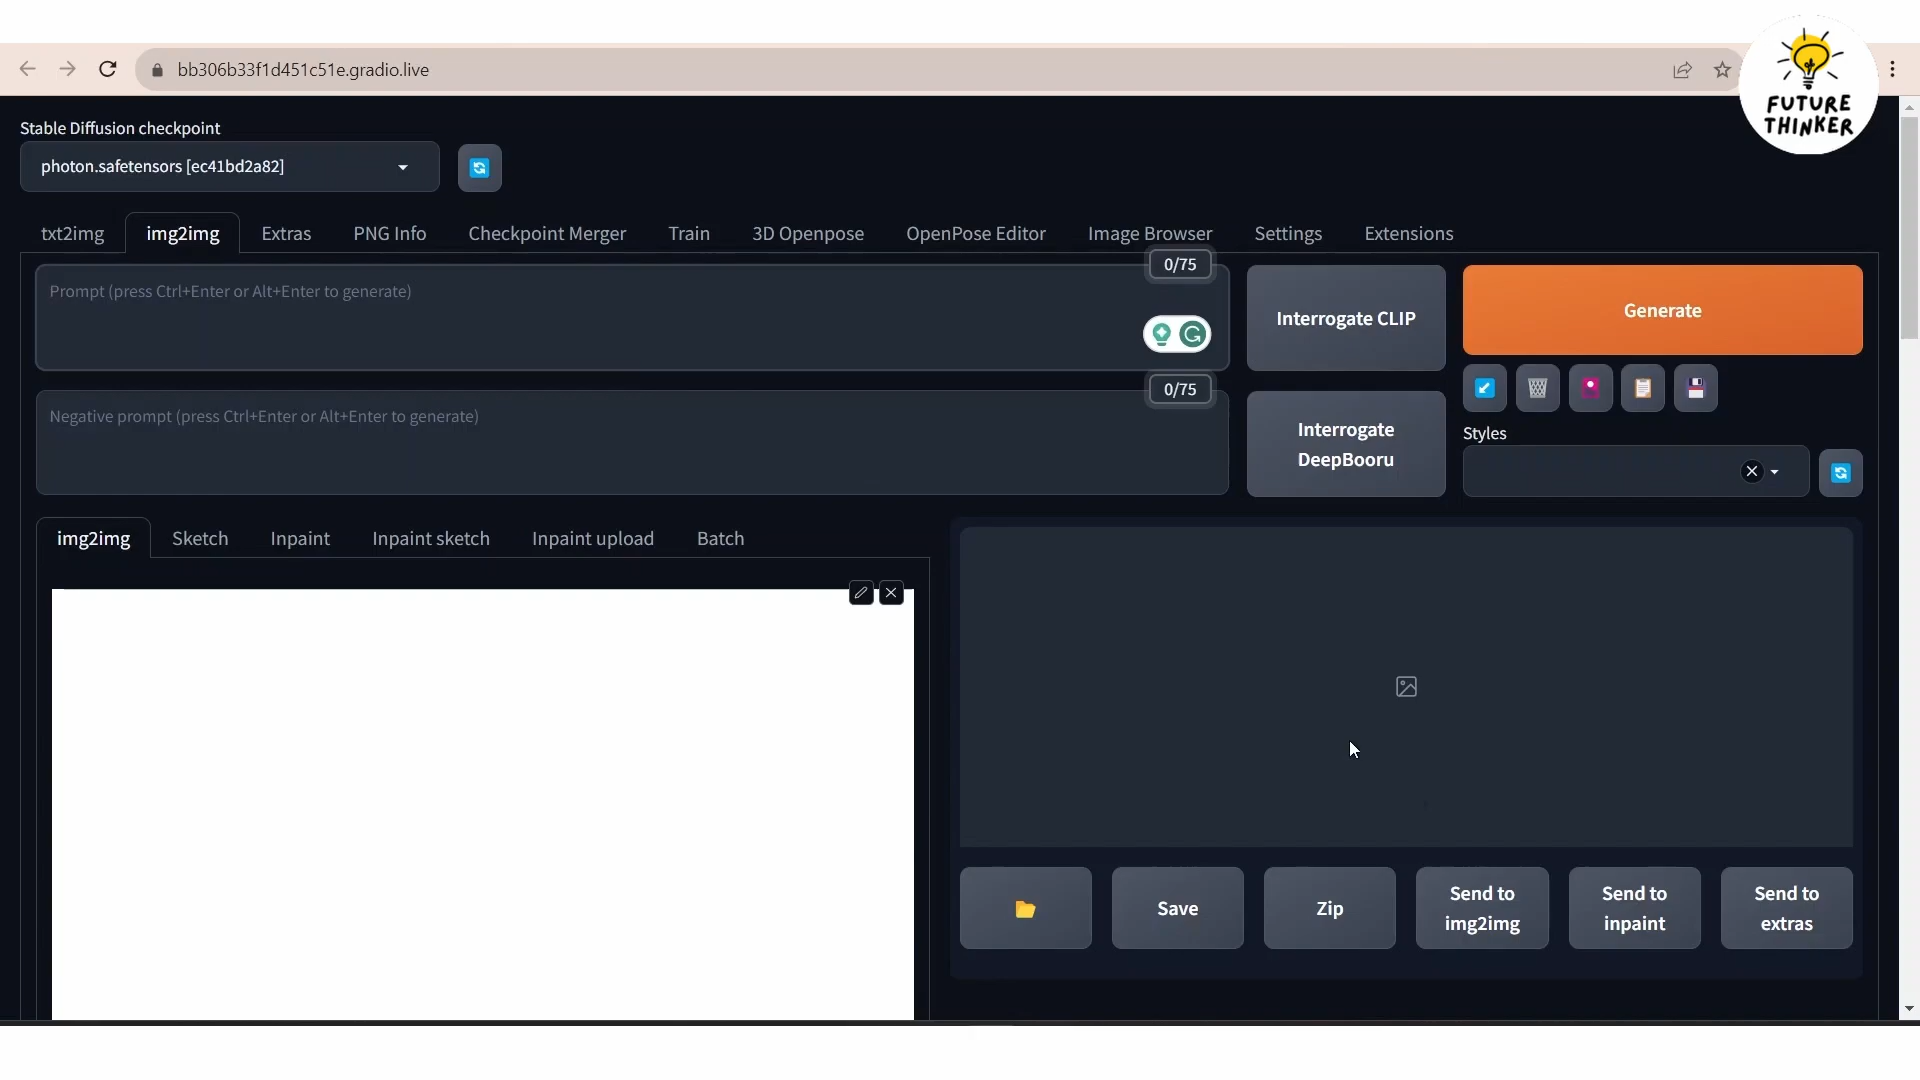 bb306b33f1d451c51e.gradio.live
FUTURE
THINKER
Stable Diffusion checkpoint
photon.safetensors [ec41bd2a82]
txt2img img2img Extras PNG Info Checkpoint Merger Train 3D Openpose OpenPose Editor Image Browser Settings Extensions
0/75
Prompt (press Ctrl+Enter or Alt+Enter to generate)
Interrogate CLIP
Generate
0/75
Negative prompt (press Ctrl+Enter or Alt+Enter to generate)
Interrogate
DeepBooru
Styles
img2img Sketch Inpaint Inpaint sketch Inpaint upload Batch
Save
Zip
Send to
img2img
Send to
inpaint
Send to
extras